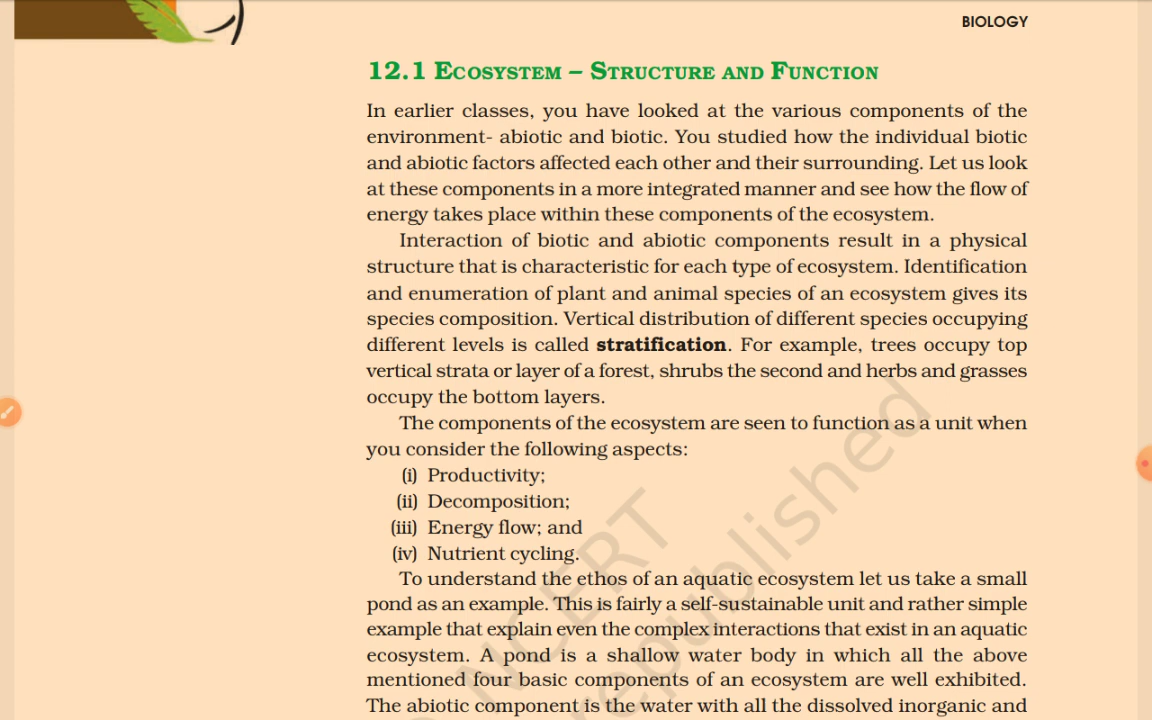 BIOLOGY
12.1 ECOSYSTEM – STRUCTURE AND FUNCTION
In earlier classes, you have looked at the various components of the
environment- abiotic and biotic. You studied how the individual biotic
and abiotic factors affected each other and their surrounding. Let us look
at these components in a more integrated manner and see how the flow of
energy takes place within these components of the ecosystem.
Interaction of biotic and abiotic components result in a physical
structure that is characteristic for each type of ecosystem. Identification
and enumeration of plant and animal species of an ecosystem gives its
species composition. Vertical distribution of different species occupying
different levels is called stratification. For example, trees occupy top
vertical strata or layer of a forest, shrubs the second and herbs and grasses
occupy the bottom layers.
The components of the ecosystem are seen to function as a unit when
you consider the following aspects:
(i) Productivity;
(ii) Decomposition;
(iii) Energy flow; and
(iv) Nutrient cycling.
To understand the ethos of an aquatic ecosystem let us take a small
pond as an example. This is fairly a self-sustainable unit and rather simple
example that explain even the complex interactions that exist in an aquatic
ecosystem. A pond is a shallow water body in which all the above
mentioned four basic components of an ecosystem are well exhibited.
The abiotic component is the water with all the dissolved inorganic and
NCERT
republished